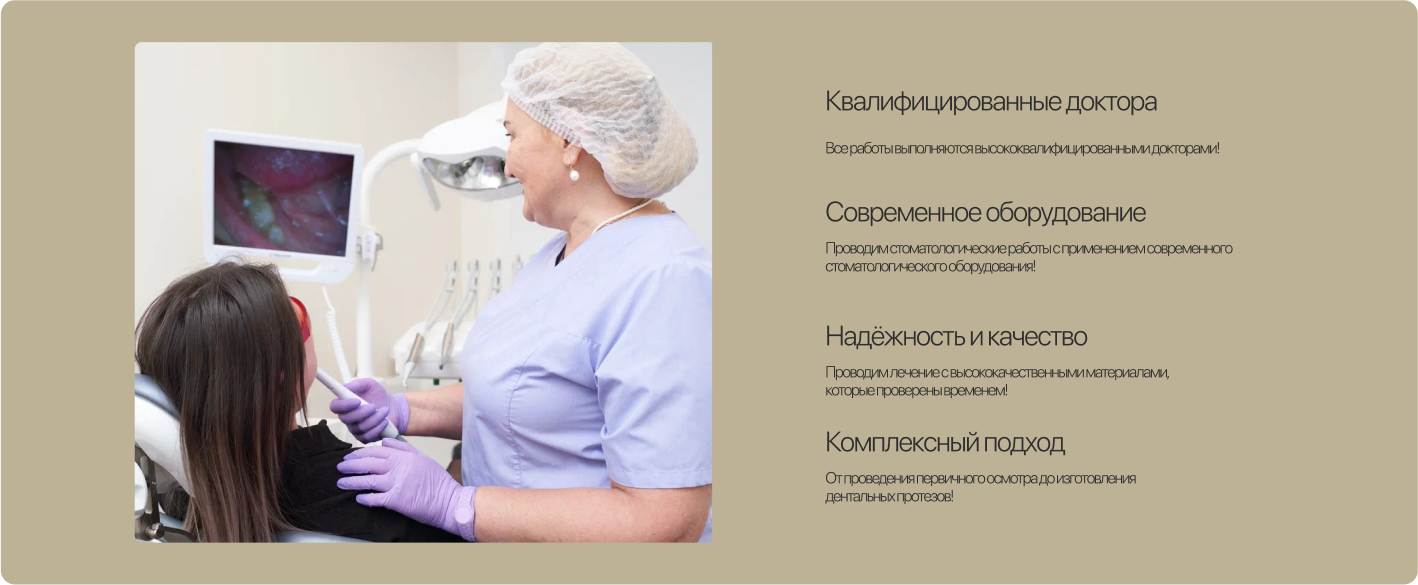 Квалифицированные доктора
Все работы выполняются высококвалифицированными докторами!
Современное оборудование
Проводим стоматологические работы с применением современного
стоматологического оборудования!
Надёжность и качество
Проводим лечение с высококачественными материалами,
которые проверены временем!
Комплексный подход
От проведения первичного осмотра до изготовления
дентальных протезов!